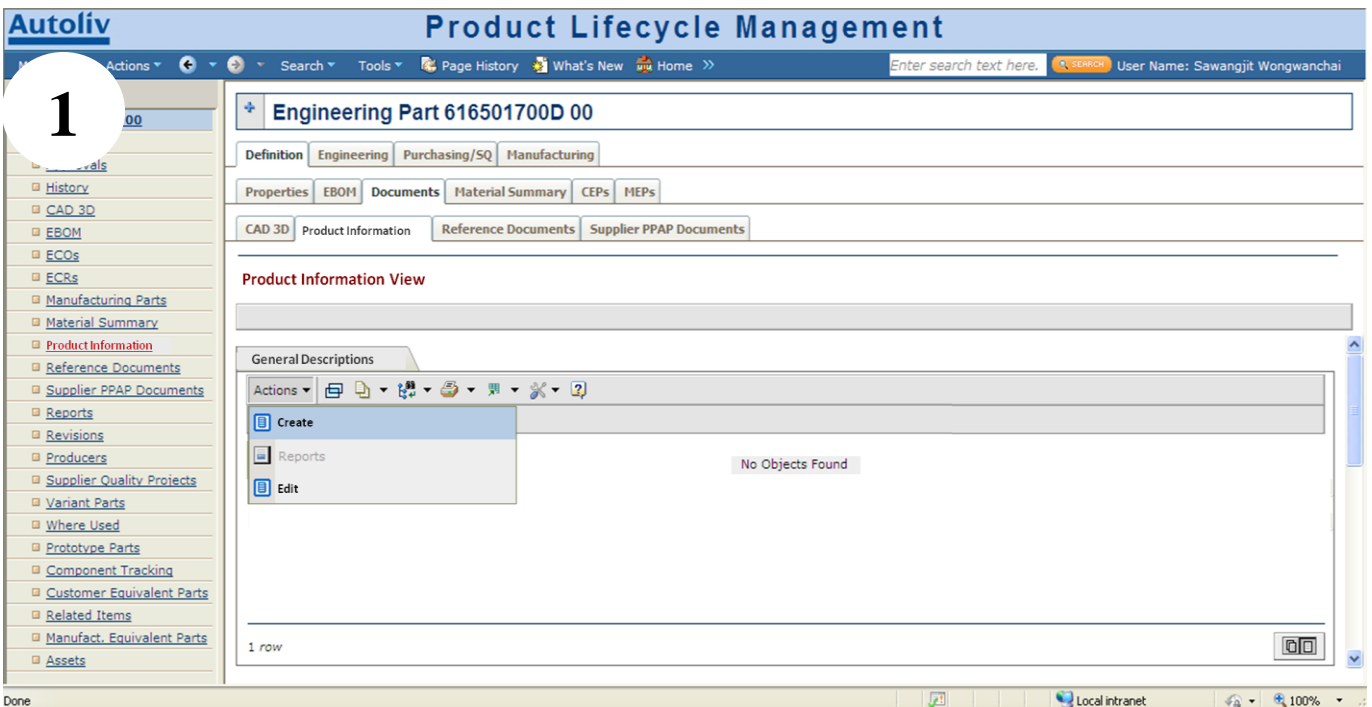 Autoliv
Product Lifecycle Management
Actions
Search
Tools
Page History
What's New
Home
Enter search text here.
SEARCH
User Name: Sawangjit Wongwanchai
1
00
Engineering Part 616501700D 00
Definition
Engineering
Purchasing/SQ
Manufacturing
Properties
EBOM
Documents
Material Summary
CEPs
MEPs
CAD 3D
Product Information
Reference Documents
Supplier PPAP Documents
Product Information View
History
CAD 3D
EBOM
ECOs
ECRs
Manufacturing Parts
Material Summary
Product Information
Reference Documents
Supplier PPAP Documents
Reports
Revisions
Producers
Supplier Quality Projects
Variant Parts
Where Used
Prototype Parts
Component Tracking
Customer Equivalent Parts
Related Items
Manufact. Equivalent Parts
Assets
General Descriptions
Actions
Create
Reports
Edit
No Objects Found
1 row
Done
Local intranet
100%